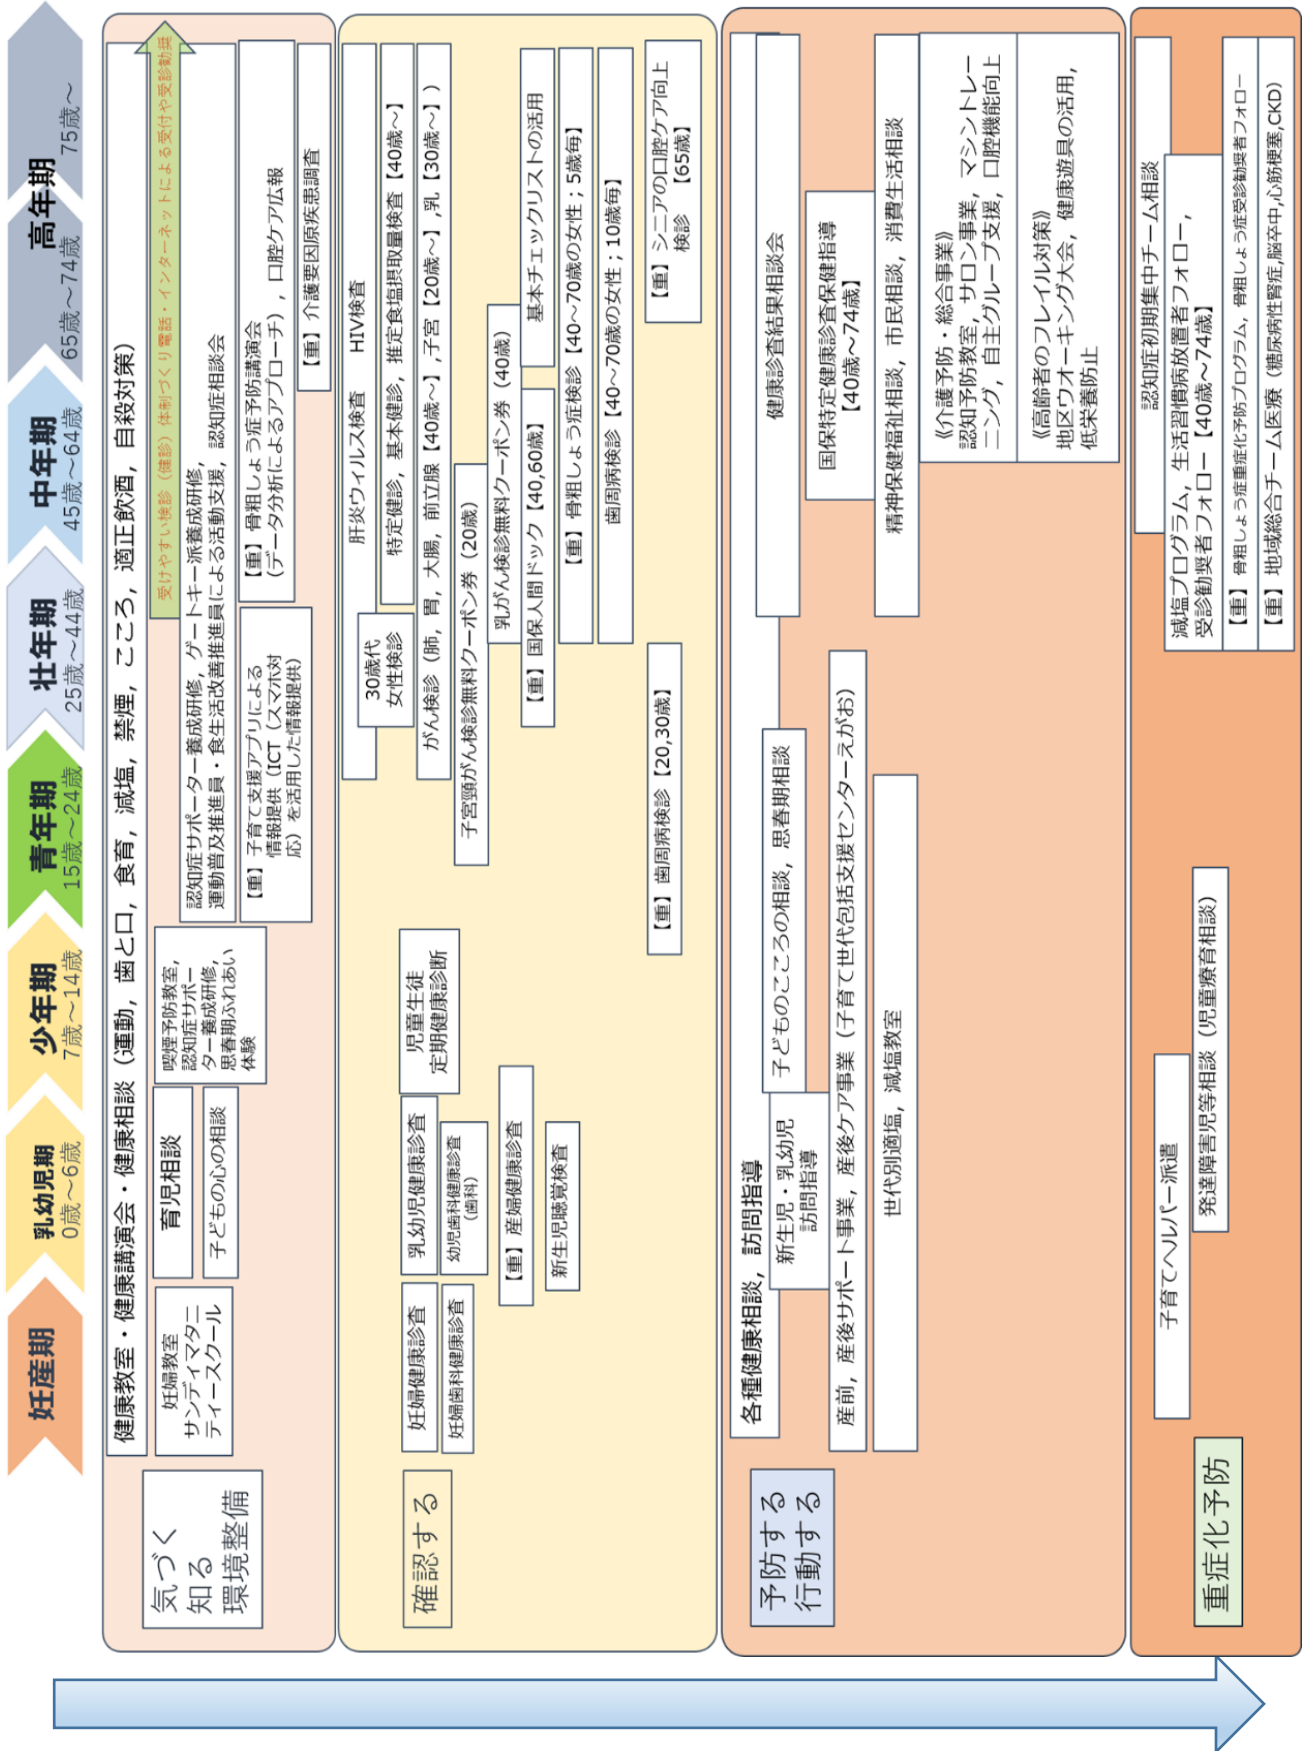 妊産期
乳幼児期
0歳～6歳
少年期
7歳～14歳
青年期
15歳～24歳
壮年期
25歳～44歳
中年期
45歳～64歳
高年期
65歳～74歳
75歳～
気づく
知る
環境整備
健康教室・健康講演会・健康相談（運動，歯と口，食育，減塩，禁煙，こころ，適正飲酒，自殺対策）
受けやすい検診（健診）体制づくり電話・インターネットによる受付や受診勧奨
妊婦教室
サンディマタニ
ティースクール
育児相談
子どもの心の相談
喫煙予防教室，
認知症サポー
ター養成研修，
思春期ふれあい
体験
認知症サポーター養成研修，ゲートキー派養成研修，
運動普及推進員・食生活改善推進員による活動支援，認知症相談会
【重】子育て支援アプリによる
情報提供（ICT（スマホ対
応）を活用した情報提供）
【重】骨粗しょう症予防講演会
（データ分析によるアプローチ），口腔ケア広報
【重】介護要因原疾患調査
確認する
妊婦健康診査
妊婦歯科健康診査
乳幼児健康診査
幼児歯科健康診査
（歯科）
【重】産婦健康診査
新生児聴覚検査
児童生徒
定期健康診断
肝炎ウィルス検査　HIV検査
30歳代
女性検診
特定健診，基本健診，推定食塩摂取量検査【40歳～】
がん検診（肺，胃，大腸，前立腺【40歳～】,子宮【20歳～】,乳【30歳～】）
子宮頸がん検診無料クーポン券（20歳）
乳がん検診無料クーポン券（40歳）
【重】国保人間ドック【40,60歳】
基本チェックリストの活用
【重】骨粗しょう症検診【40～70歳の女性；5歳毎】
歯周病検診【40～70歳の女性；10歳毎】
【重】歯周病検診【20,30歳】
【重】シニアの口腔ケア向上
検診　【65歳】
予防する
行動する
各種健康相談，訪問指導
健康診査結果相談会
新生児・乳幼児
訪問指導
子どものこころの相談，思春期相談
国保特定健康診査保健指導
【40歳～74歳】
産前，産後サポート事業，産後ケア事業（子育て世代包括支援センターえがお）
世代別適塩，減塩教室
精神保健福祉相談，市民相談，消費生活相談
《介護予防・総合事業》
認知予防教室，サロン事業，マシントレー
ニング，自主グループ支援，口腔機能向上
《高齢者のフレイル対策》
地区ウオーキング大会，健康遊具の活用，
低栄養防止
重症化予防
子育てヘルパー派遣
発達障害児等相談（児童療育相談）
認知症初期集中チーム相談
減塩プログラム，生活習慣病放置者フォロー，
受診勧奨者フォロー【40歳～74歳】
【重】骨粗しょう症重症化予防プログラム，骨粗しょう症受診勧奨者フォロー
【重】地域総合チーム医療（糖尿病性腎症,脳卒中,心筋梗塞,CKD）